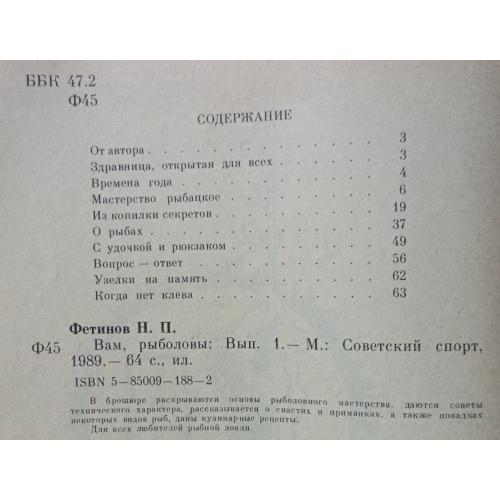 ББК 47.2
Ф45
СОДЕРЖАНИЕ
От автора . . . . . . . . . . . . 3
Здравница, открытая для всех . . . . . . 3
Времена года . . . . . . . . . . . 4
Мастерство рыбацкое . . . . . . . . . 6
Из копилки секретов . . . . . . . . . 19
О рыбах . . . . . . . . . . . . 37
С удочкой и рюкзаком . . . . . . . . 49
Вопрос — ответ . . . . . . . . . . 56
Узелки на память . . . . . . . . . . 62
Когда нет клева . . . . . . . . . . 63
Фетинов Н. П.
Ф45 Вам, рыболовы: Вып. 1.— М.: Советский спорт,
1989.— 64 с., ил.
ISBN 5—85009—188—2
В брошюре раскрываются основы рыболовного мастерства, даются советы
технического характера, рассказывается о снастях и приманках, а также повадках
некоторых видов рыб, даны кулинарные рецепты.
Для всех любителей рыбной ловли.